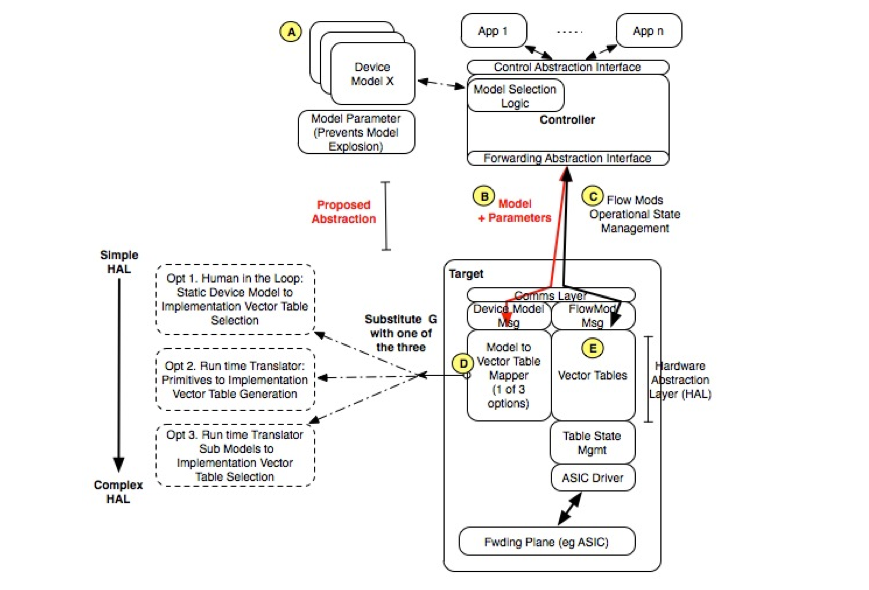 A
App 1
.....
App n
Device
Model X
Control Abstraction Interface
Model Selection
Logic
Controller
Model Parameter
(Prevents Model
Explosion)
Forwarding Abstraction Interface
Proposed
Abstraction
B
Model
+ Parameters
C
Flow Mods
Operational State
Management
Simple
HAL
Target
Opt 1. Human in the Loop:
Static Device Model to
Implementation Vector Table
Selection
Comms Layer
Device Model
Msg
FlowMod
Msg
Substitute G
with one of
the three
D
Model to
Vector Table
Mapper
(1 of 3
options)
E
Vector Tables
Hardware
Abstraction
Layer (HAL)
Opt 2. Run time Translator:
Primitives to Implementation
Vector Table Generation
Opt 3. Run time Translator
Sub Models to
Implementation Vector
Table Selection
Table State
Mgmt
Complex
HAL
ASIC Driver
Fwding Plane (eg ASIC)